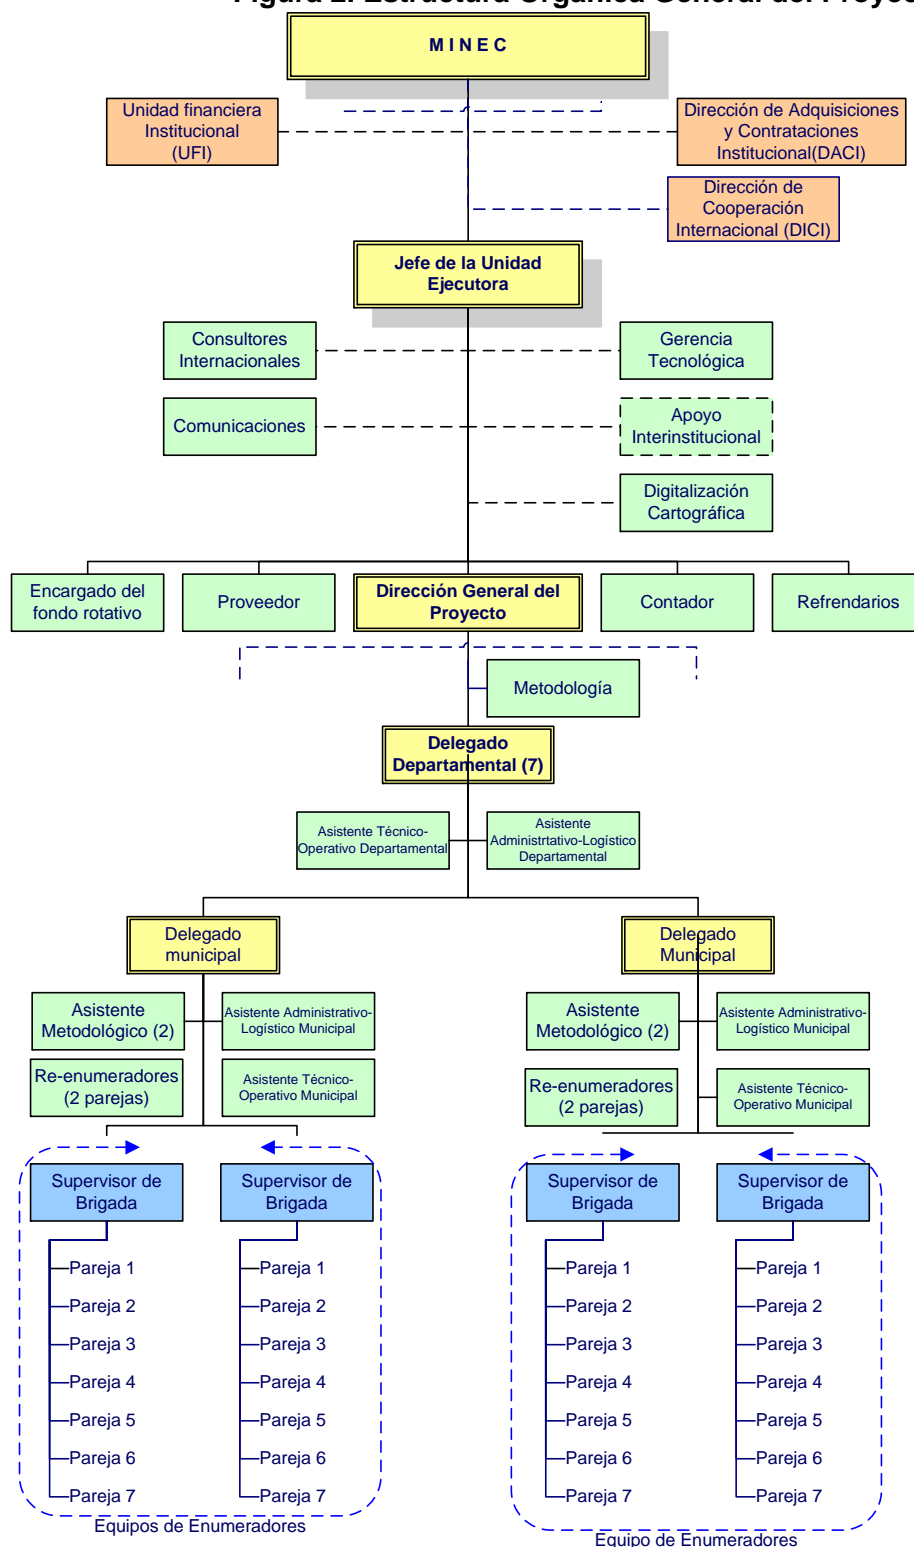 Figura 2. Estructura Orgánica General del Proyec
M I N E C
Unidad financiera
Institucional
(UFI)
Dirección de Adquisiciones
y Contrataciones
Institucional(DACI)
Dirección de
Cooperación
Internacional (DICI)
Jefe de la Unidad
Ejecutora
Consultores
Internacionales
Gerencia
Tecnológica
Comunicaciones
Apoyo
Interinstitucional
Digitalización
Cartográfica
Encargado del
fondo rotativo
Proveedor
Dirección General del
Proyecto
Contador
Refrendarios
Metodología
Delegado
Departamental (7)
Asistente Técnico-
Operativo Departamental
Asistente
Administrtativo-Logístico
Departamental
Delegado
municipal
Asistente
Metodológico (2)
Asistente Administrativo-
Logístico Municipal
Re-enumeradores
(2 parejas)
Asistente Técnico-
Operativo Municipal
Supervisor de
Brigada
Pareja 1
Pareja 2
Pareja 3
Pareja 4
Pareja 5
Pareja 6
Pareja 7
Supervisor de
Brigada
Pareja 1
Pareja 2
Pareja 3
Pareja 4
Pareja 5
Pareja 6
Pareja 7
Equipos de Enumeradores
Delegado
Municipal
Asistente
Metodológico (2)
Asistente Administrativo-
Logístico Municipal
Re-enumeradores
(2 parejas)
Asistente Técnico-
Operativo Municipal
Supervisor de
Brigada
Pareja 1
Pareja 2
Pareja 3
Pareja 4
Pareja 5
Pareja 6
Pareja 7
Supervisor de
Brigada
Pareja 1
Pareja 2
Pareja 3
Pareja 4
Pareja 5
Pareja 6
Pareja 7
Equipo de Enumeradores